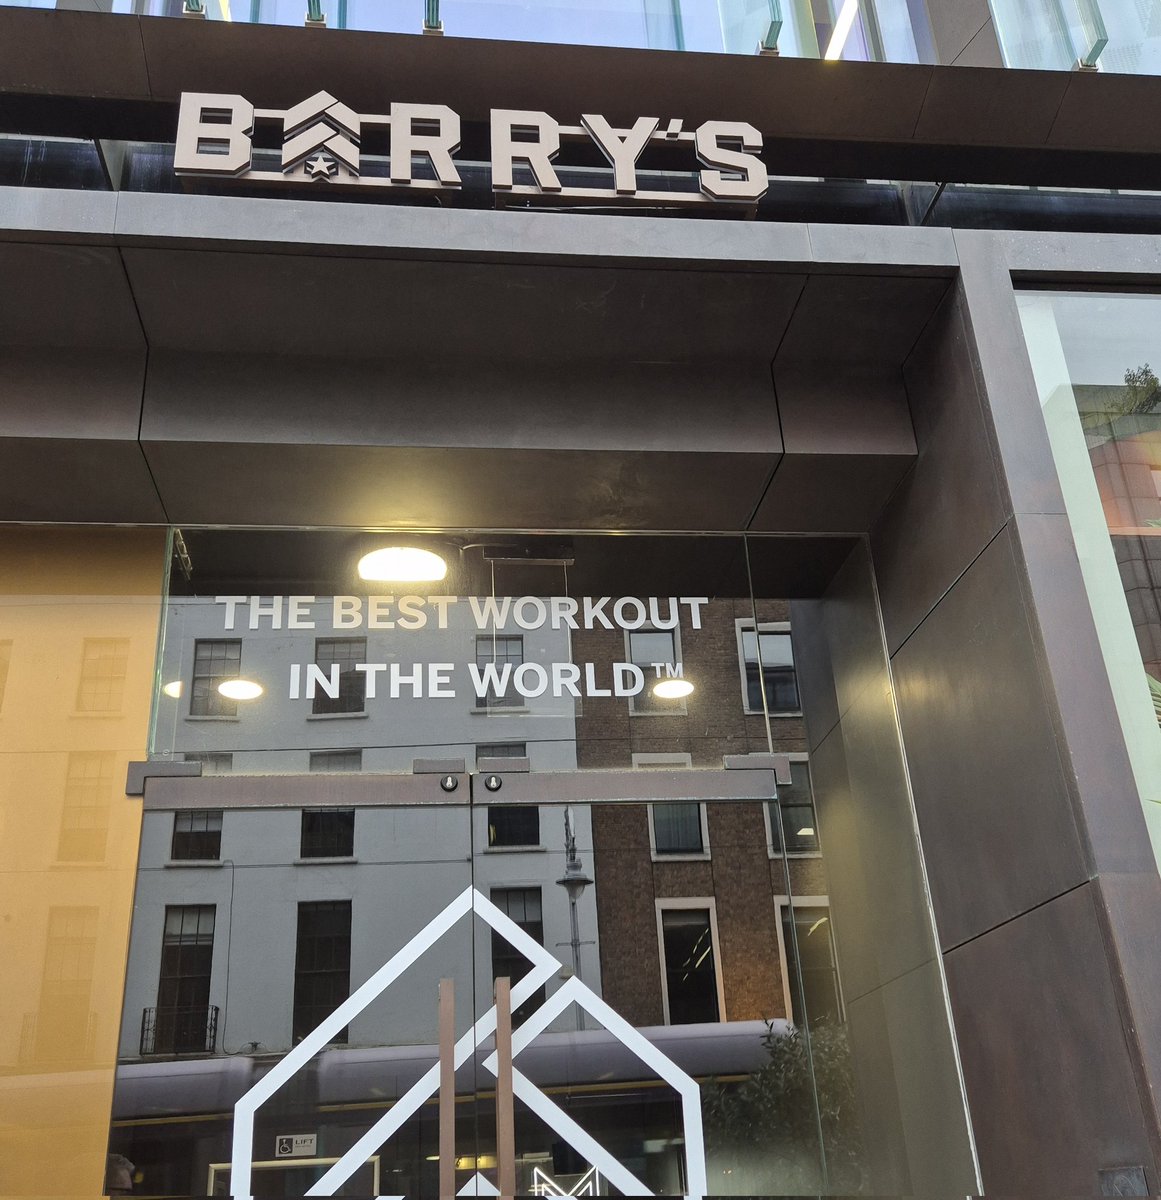 BARRY'S
THE BEST WORKOUT
IN THE WORLD™
LIFT